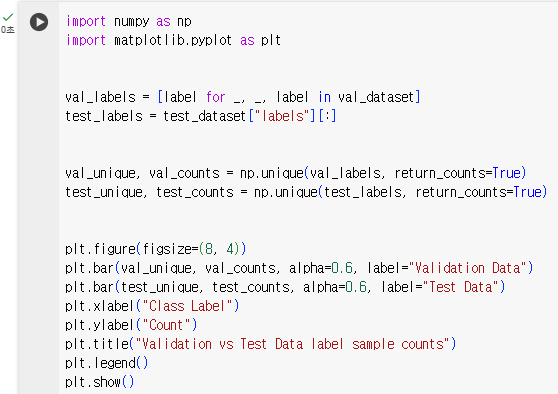 import numpy as np
import matplotlib.pyplot as plt
val_labels = [label for _, _, label in val_dataset]
test_labels = test_dataset["labels"][:]
val_unique, val_counts = np.unique(val_labels, return_counts=True)
test_unique, test_counts = np.unique(test_labels, return_counts=True)
plt.figure(figsize=(8, 4))
plt.bar(val_unique, val_counts, alpha=0.6, label="Validation Data")
plt.bar(test_unique, test_counts, alpha=0.6, label="Test Data")
plt.xlabel("Class Label")
plt.ylabel("Count")
plt.title("Validation vs Test Data label sample counts")
plt.legend()
plt.show()
0초